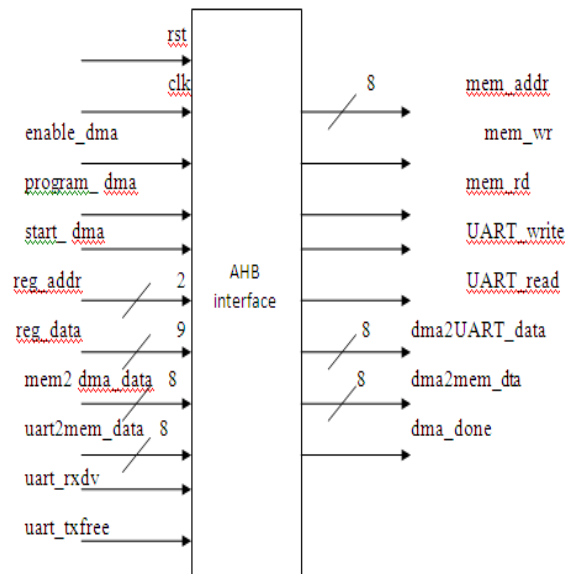 rst
clk
8 mem_addr
enable_dma
mem_wr
program_ dma
mem_rd
start_ dma
UART_write
AHB
interface
reg_addr 2
UART_read
reg_data 9
8 dma2UART_data
mem2 dma_data 8
8 dma2mem_dta
uart2mem_data 8
dma_done
uart_rxdv
uart_txfree